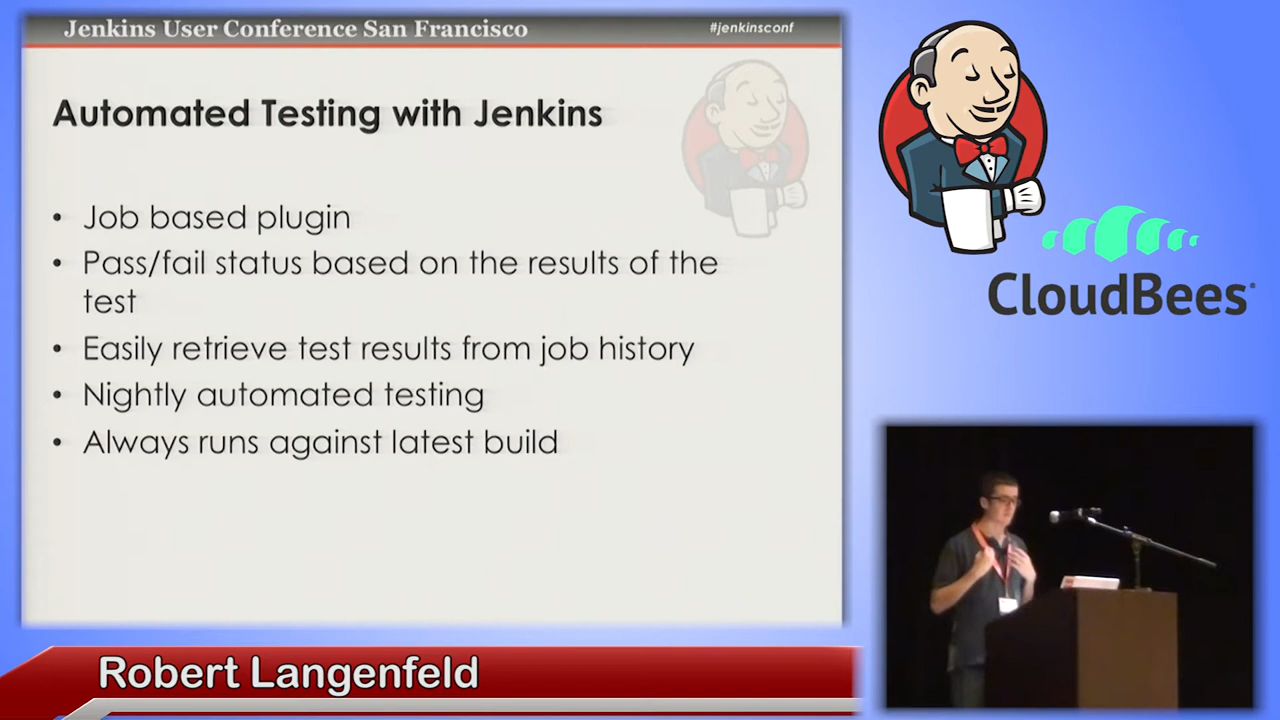 Jenkins User Conference San Francisco
#jenkinsconf
Automated Testing with Jenkins
• Job based plugin
• Pass/fail status based on the results of the
test
• Easily retrieve test results from job history
• Nightly automated testing
• Always runs against latest build
CloudBees
Robert Langenfeld